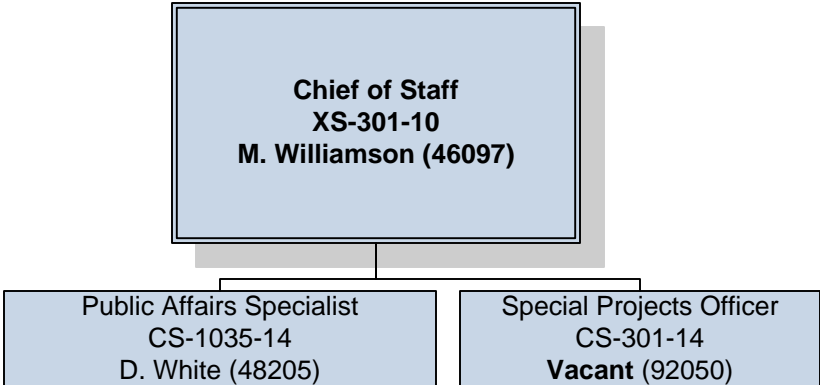 Chief of Staff
XS-301-10
M. Williamson (46097)
Public Affairs Specialist
CS-1035-14
D. White (48205)
Special Projects Officer
CS-301-14
Vacant (92050)